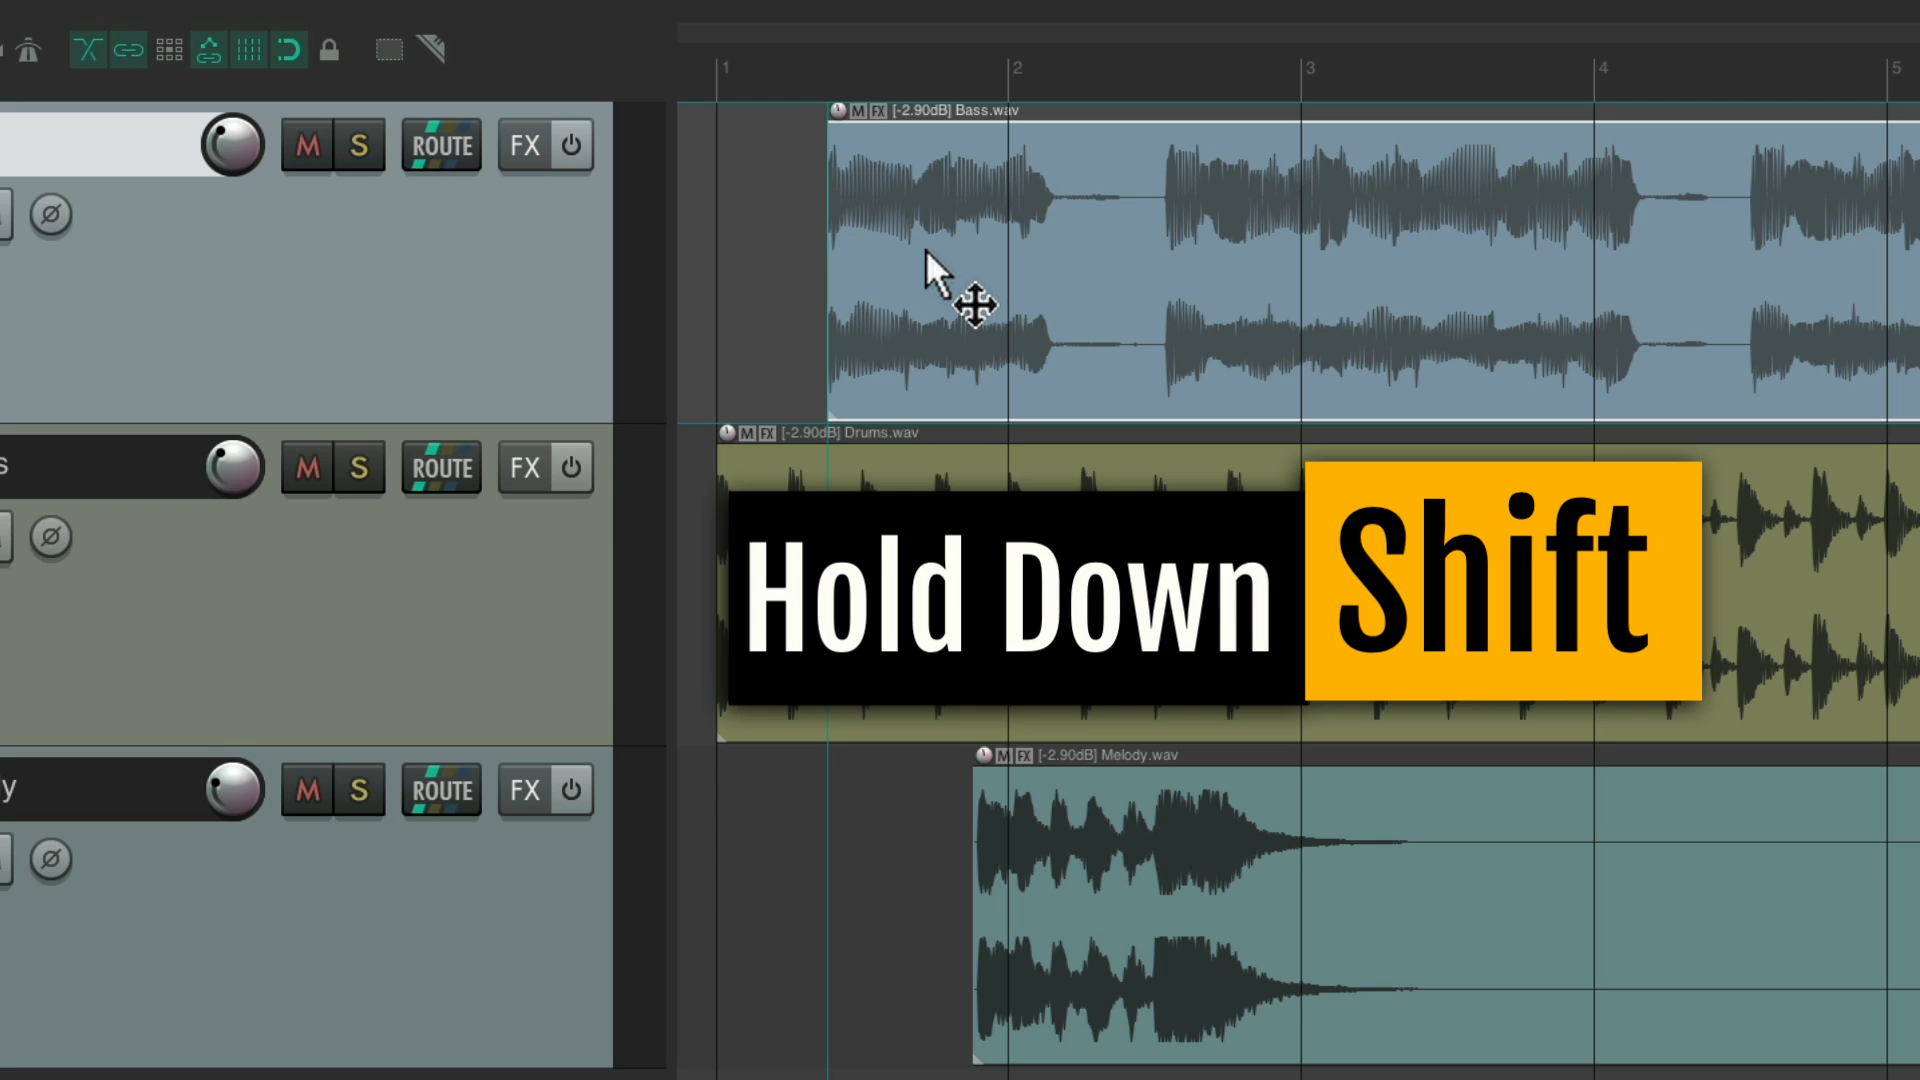 1 2 3 4 5
M FX [-2.90dB] Bass.wav
M S ROUTE FX
M FX [-2.90dB] Drums.wav
s M S ROUTE FX
Hold Down Shift
M FX [-2.90dB] Melody.wav
y M S ROUTE FX